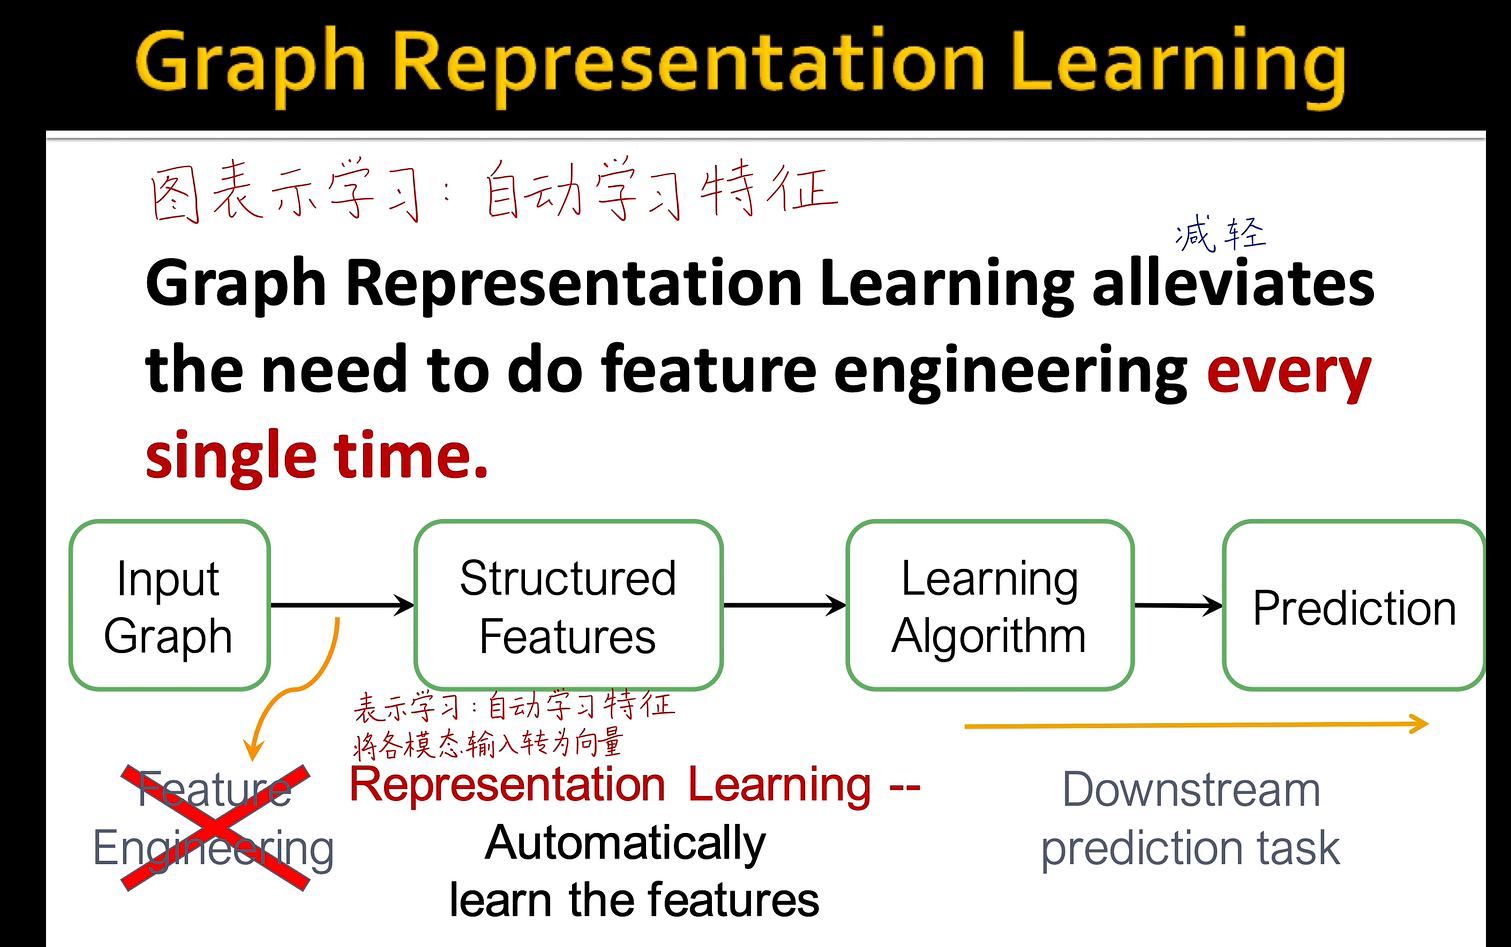 Graph Representation Learning
图表示学习：自动学习特征
减轻
Graph Representation Learning alleviates
the need to do feature engineering every
single time.
Input
Graph
Structured
Features
Learning
Algorithm
Prediction
表示学习：自动学习特征
将各模态输入转为向量
Feature
Engineering
Representation Learning --
Automatically
learn the features
Downstream
prediction task